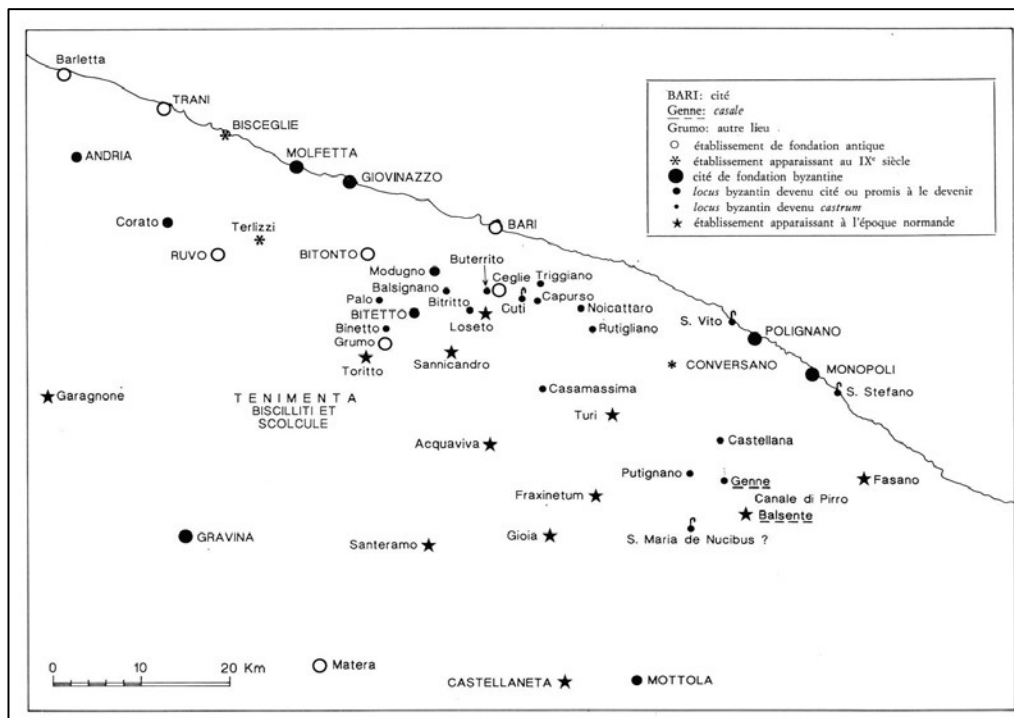 Barletta
TRANI
BISCEGLIE
BARI: cité
Genne: casale
Grumo: autre lieu
établissement de fondation antique
établissement apparaissant au IXe siècle
cité de fondation byzantine
locus byzantin devenu cité ou promis à le devenir
locus byzantin devenu castrum
établissement apparaissant à l'époque normande
ANDRIA
MOLFETTA
GIOVINAZZO
Corato
Terlizzi
RUVO
BITONTO
BARI
Buterrito
Modugno
Ceglie
Triggiano
Balsignano
Palo
Bitritto
Cuti
Capurso
Noicattaro
BITETTO
Loseto
Binetto
Rutigliano
S. Vito
POLIGNANO
Grumo
Toritto
Sannicandro
CONVERSANO
MONOPOLI
S. Stefano
Garagnone
TENIMENTA
BISCILLITI ET
SCOLCULE
Casamassima
Turi
Acquaviva
Castellana
Putignano
Genne
Fasano
Fraxinetum
Canale di Pirro
Balsente
GRAVINA
Santeramo
Gioia
S. Maria de Nucibus ?
0 10 20 Km
Matera
CASTELLANETA
MOTTOLA